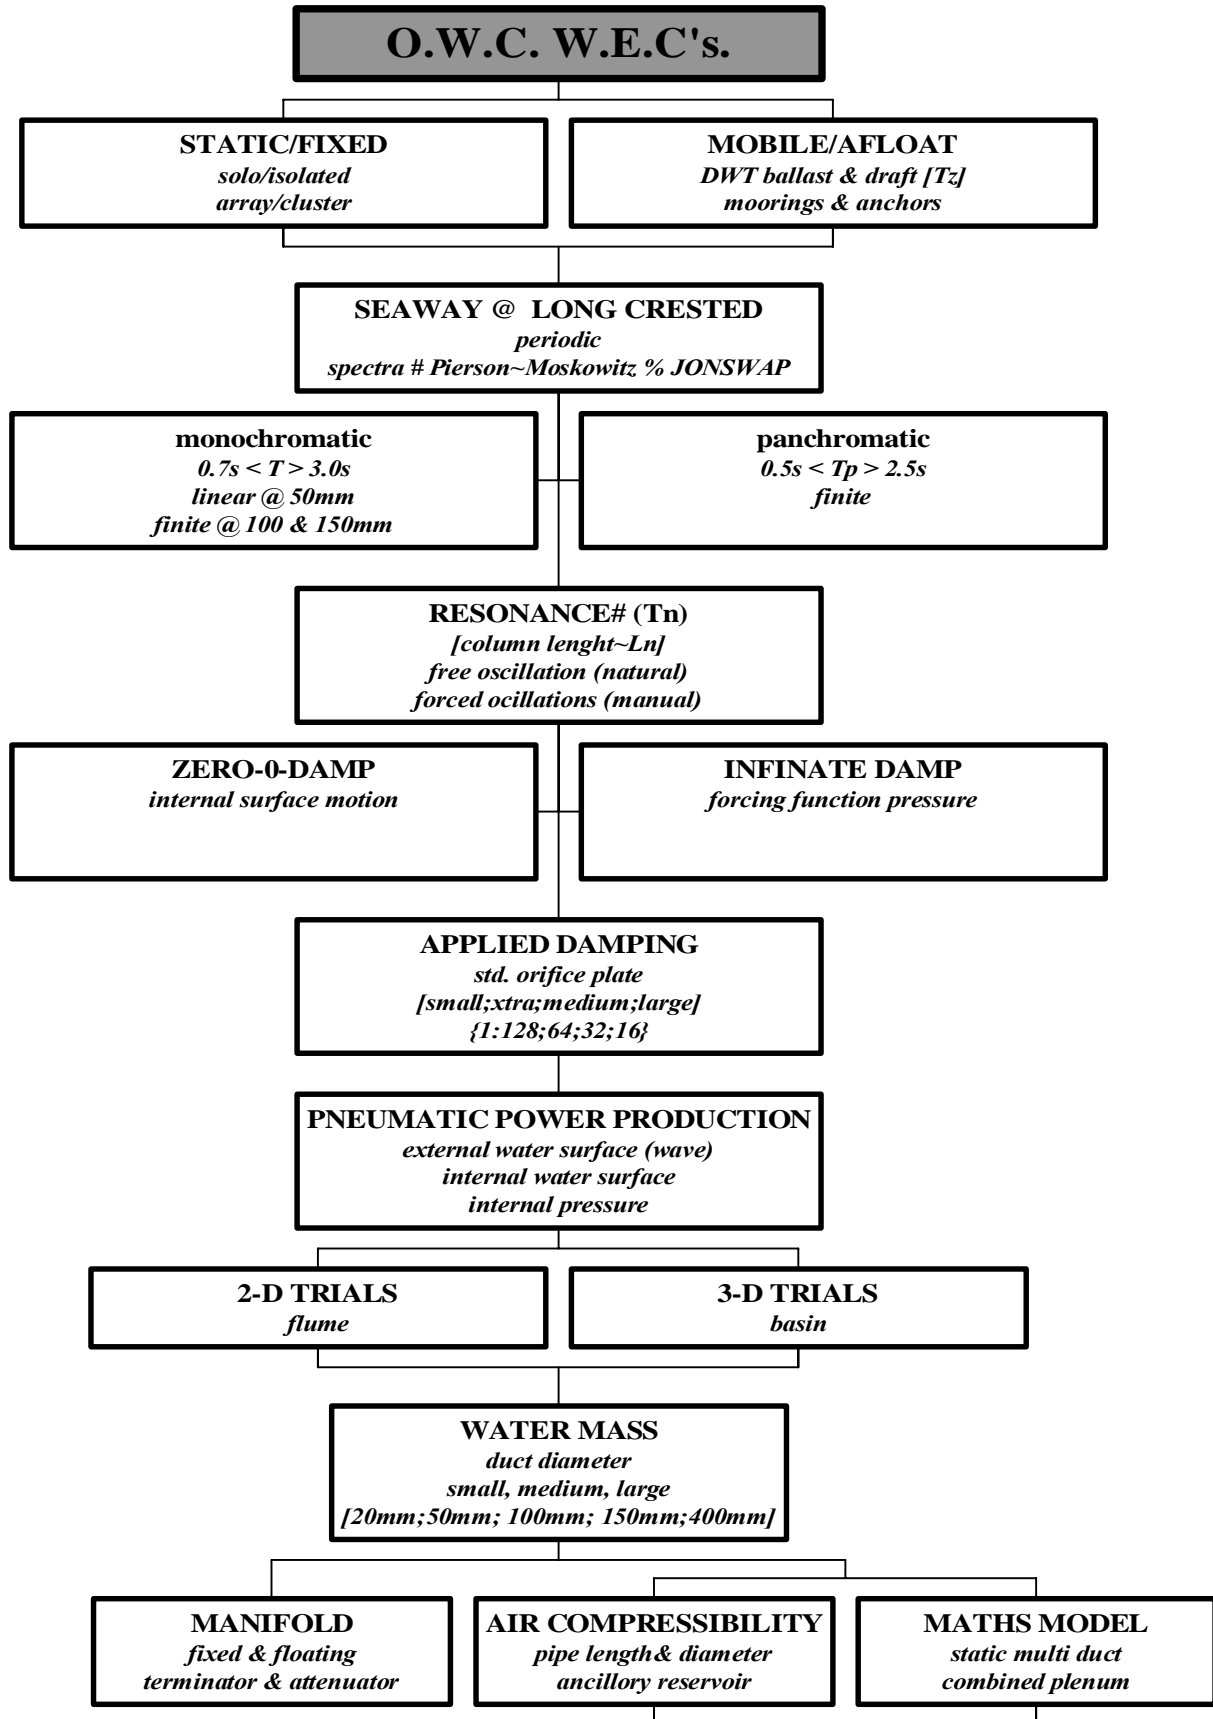 O.W.C. W.E.C's.
STATIC/FIXED
solo/isolated
array/cluster
MOBILE/AFLOAT
DWT ballast & draft [Tz]
moorings & anchors
SEAWAY @ LONG CRESTED
periodic
spectra # Pierson~Moskowitz % JONSWAP
monochromatic
0.7s < T > 3.0s
linear @ 50mm
finite @ 100 & 150mm
panchromatic
0.5s < Tp > 2.5s
finite
RESONANCE# (Tn)
[column lenght~Ln]
free oscillation (natural)
forced ocillations (manual)
ZERO-0-DAMP
internal surface motion
INFINATE DAMP
forcing function pressure
APPLIED DAMPING
std. orifice plate
[small;xtra;medium;large]
{1:128;64;32;16}
PNEUMATIC POWER PRODUCTION
external water surface (wave)
internal water surface
internal pressure
2-D TRIALS
flume
3-D TRIALS
basin
WATER MASS
duct diameter
small, medium, large
[20mm;50mm; 100mm; 150mm;400mm]
MANIFOLD
fixed & floating
terminator & attenuator
AIR COMPRESSIBILITY
pipe length& diameter
ancillory reservoir
MATHS MODEL
static multi duct
combined plenum